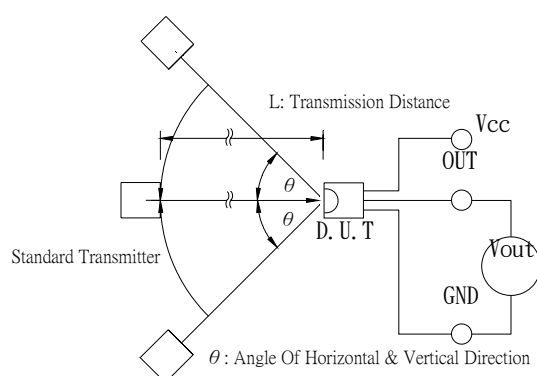 L: Transmission Distance
Vcc
OUT
θ
θ
D.U.T
Standard Transmitter
Vout
GND
θ: Angle Of Horizontal & Vertical Direction